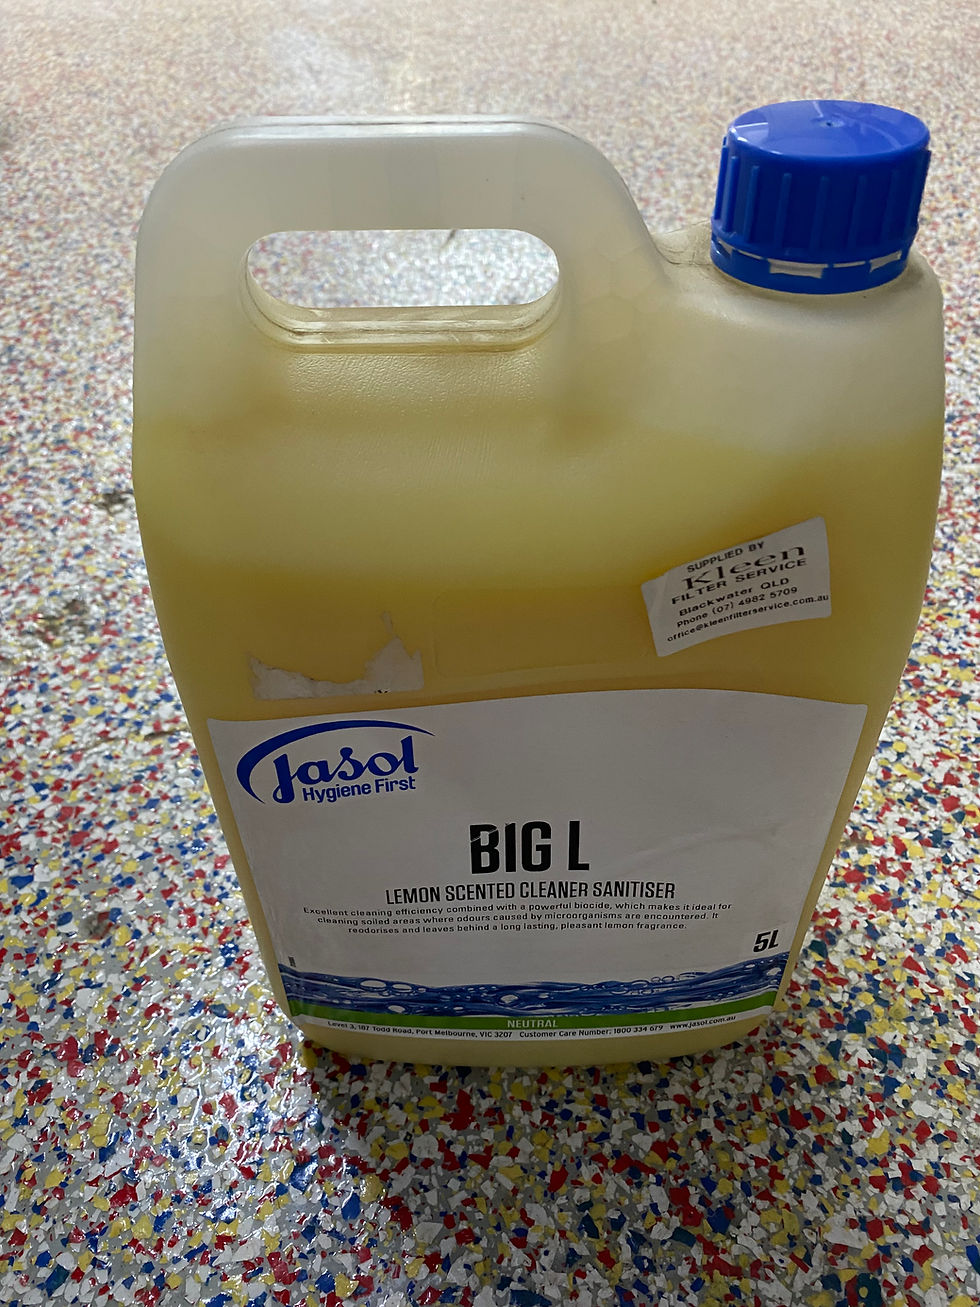 SUPPLIED BY
Kleen
FILTER SERVICE
Blackwater QLD
Phone (07) 4982 5709
office@kleenfilterservice.com.au
Jasol
Hygiene First
BIG L
LEMON SCENTED CLEANER SANITISER
Excellent cleaning efficiency combined with a powerful biocide, which makes it ideal for
cleaning soiled areas where odours caused by microorganisms are encountered. It
reodorises and leaves behind a long lasting, pleasant lemon fragrance.
5L
NEUTRAL
Level 3, 187 Todd Road, Port Melbourne, VIC 3207 Customer Care Number: 1800 334 679 www.jasol.com.au